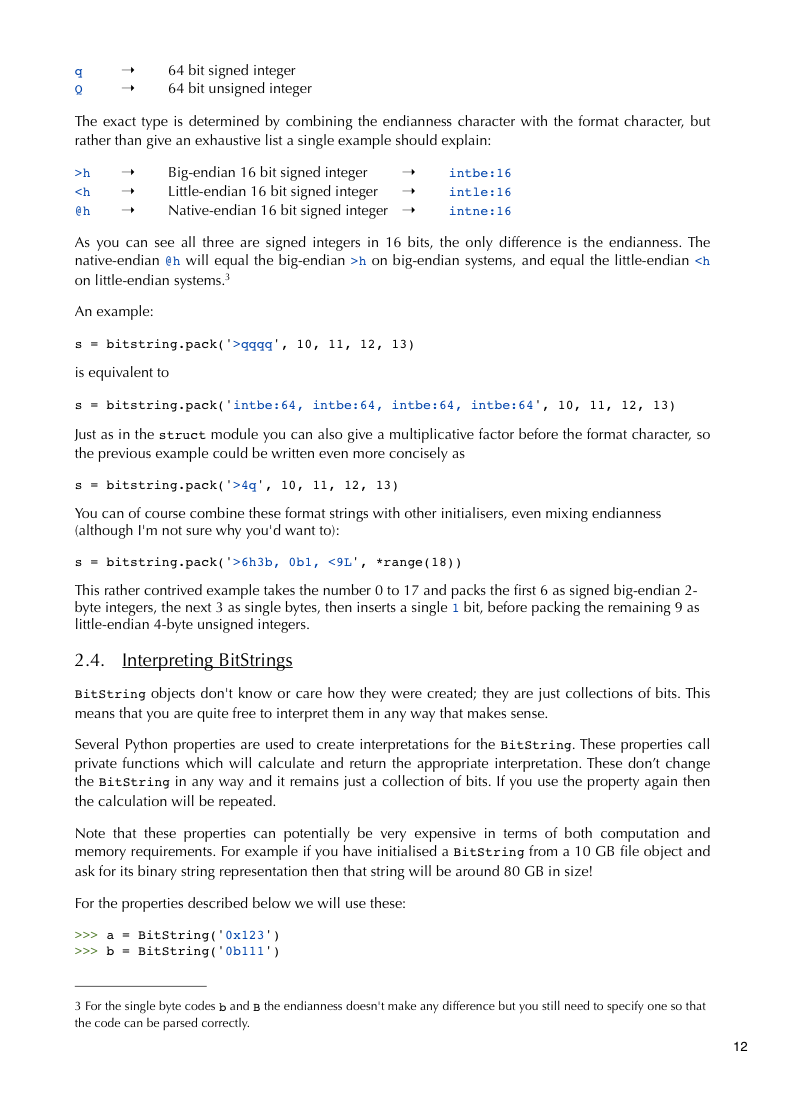 q → 64 bit signed integer
Q → 64 bit unsigned integer
The exact type is determined by combining the endianness character with the format character, but
rather than give an exhaustive list a single example should explain:
>h → Big-endian 16 bit signed integer → intbe:16
<h → Little-endian 16 bit signed integer → intle:16
@h → Native-endian 16 bit signed integer → intne:16
As you can see all three are signed integers in 16 bits, the only difference is the endianness. The
native-endian @h will equal the big-endian >h on big-endian systems, and equal the little-endian <h
on little-endian systems.3
An example:
s = bitstring.pack('>qqqq', 10, 11, 12, 13)
is equivalent to
s = bitstring.pack('intbe:64, intbe:64, intbe:64, intbe:64', 10, 11, 12, 13)
Just as in the struct module you can also give a multiplicative factor before the format character, so
the previous example could be written even more concisely as
s = bitstring.pack('>4q', 10, 11, 12, 13)
You can of course combine these format strings with other initialisers, even mixing endianness
(although I'm not sure why you'd want to):
s = bitstring.pack('>6h3b, 0b1, <9L', *range(18))
This rather contrived example takes the number 0 to 17 and packs the first 6 as signed big-endian 2-
byte integers, the next 3 as single bytes, then inserts a single 1 bit, before packing the remaining 9 as
little-endian 4-byte unsigned integers.
2.4. Interpreting BitStrings
BitString objects don't know or care how they were created; they are just collections of bits. This
means that you are quite free to interpret them in any way that makes sense.
Several Python properties are used to create interpretations for the BitString. These properties call
private functions which will calculate and return the appropriate interpretation. These don’t change
the BitString in any way and it remains just a collection of bits. If you use the property again then
the calculation will be repeated.
Note that these properties can potentially be very expensive in terms of both computation and
memory requirements. For example if you have initialised a BitString from a 10 GB file object and
ask for its binary string representation then that string will be around 80 GB in size!
For the properties described below we will use these:
>>> a = BitString('0x123')
>>> b = BitString('0b111')
3 For the single byte codes b and B the endianness doesn't make any difference but you still need to specify one so that
the code can be parsed correctly.
12